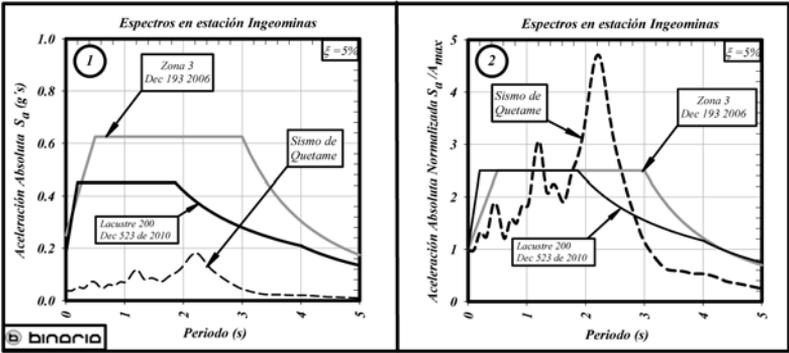 Espectros en estación Ingeominas
1
ξ =5%
Zona 3
Dec 193 2006
Sismo de
Quetame
Lacustre 200
Dec 523 de 2010
Aceleración Absoluta Sa (g´s)
1.0
0.8
0.6
0.4
0.2
0.0
0 1 2 3 4 5
Periodo (s)
binaria
Espectros en estación Ingeominas
2
ξ =5%
Sismo de
Quetame
Zona 3
Dec 193 2006
Lacustre 200
Dec 523 de 2010
Aceleración Absoluta Normalizada Sa /Amax
5
4
3
2
1
0
0 1 2 3 4 5
Periodo (s)